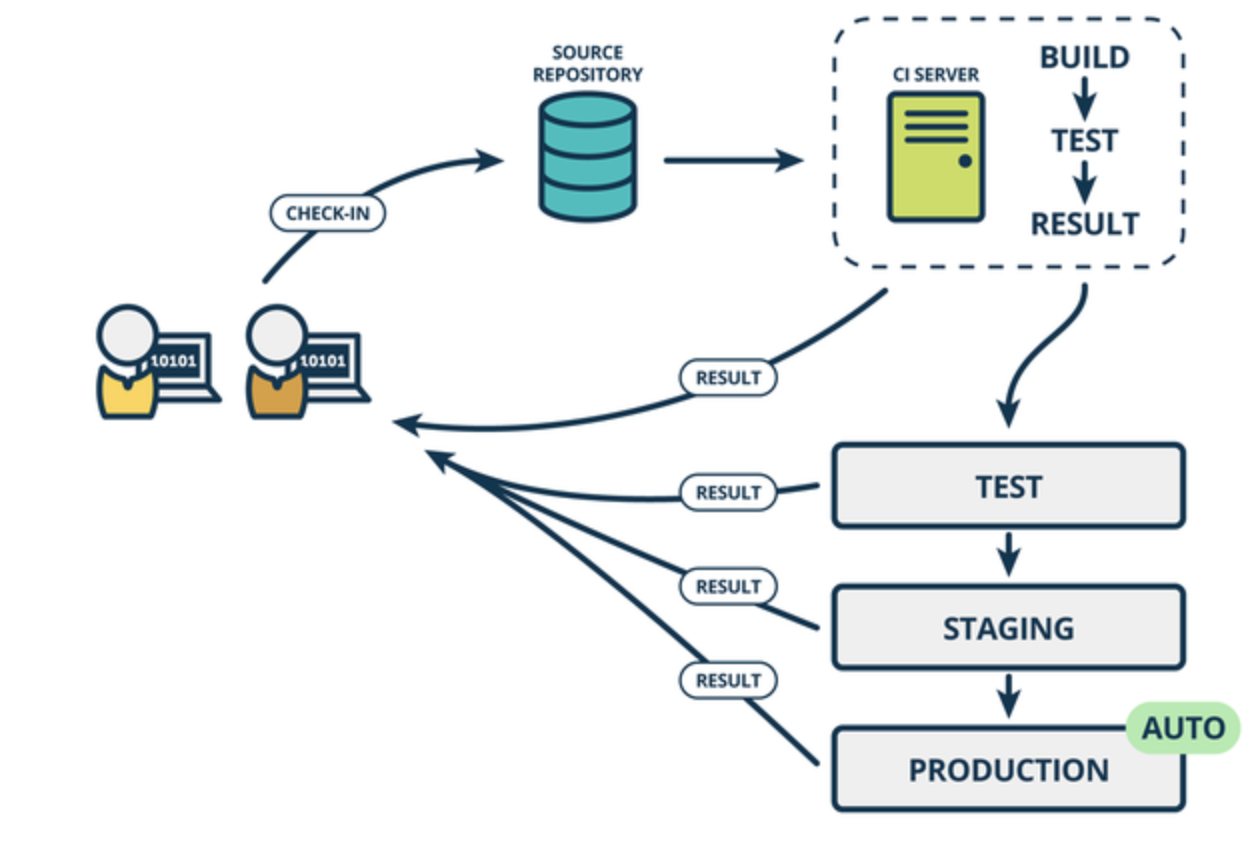 SOURCE
REPOSITORY
CI SERVER
BUILD
TEST
RESULT
CHECK-IN
10101
10101
RESULT
TEST
RESULT
RESULT
STAGING
RESULT
AUTO
PRODUCTION